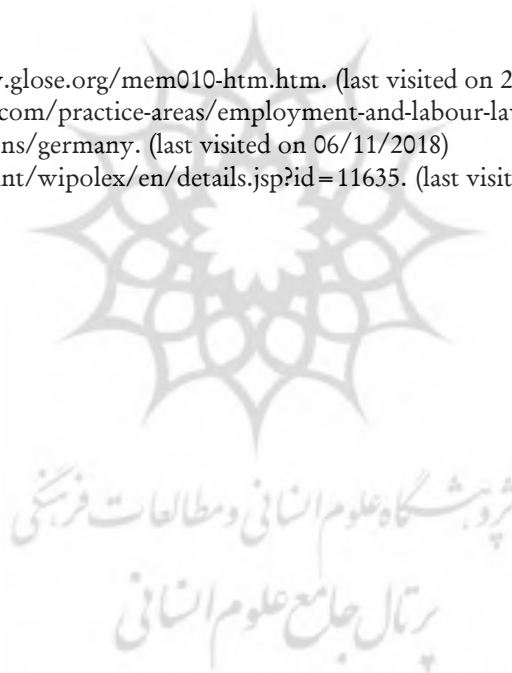 .glose.org/mem010-htm.htm. (last visited on 2
com/practice-areas/employment-and-labour-la
ns/germany. (last visited on 06/11/2018)
nt/wipolex/en/details.jsp?id=11635. (last visit
پژوهشگاه علوم انسانی و مطالعات فرهنگی
پرتال جامع علوم انسانی